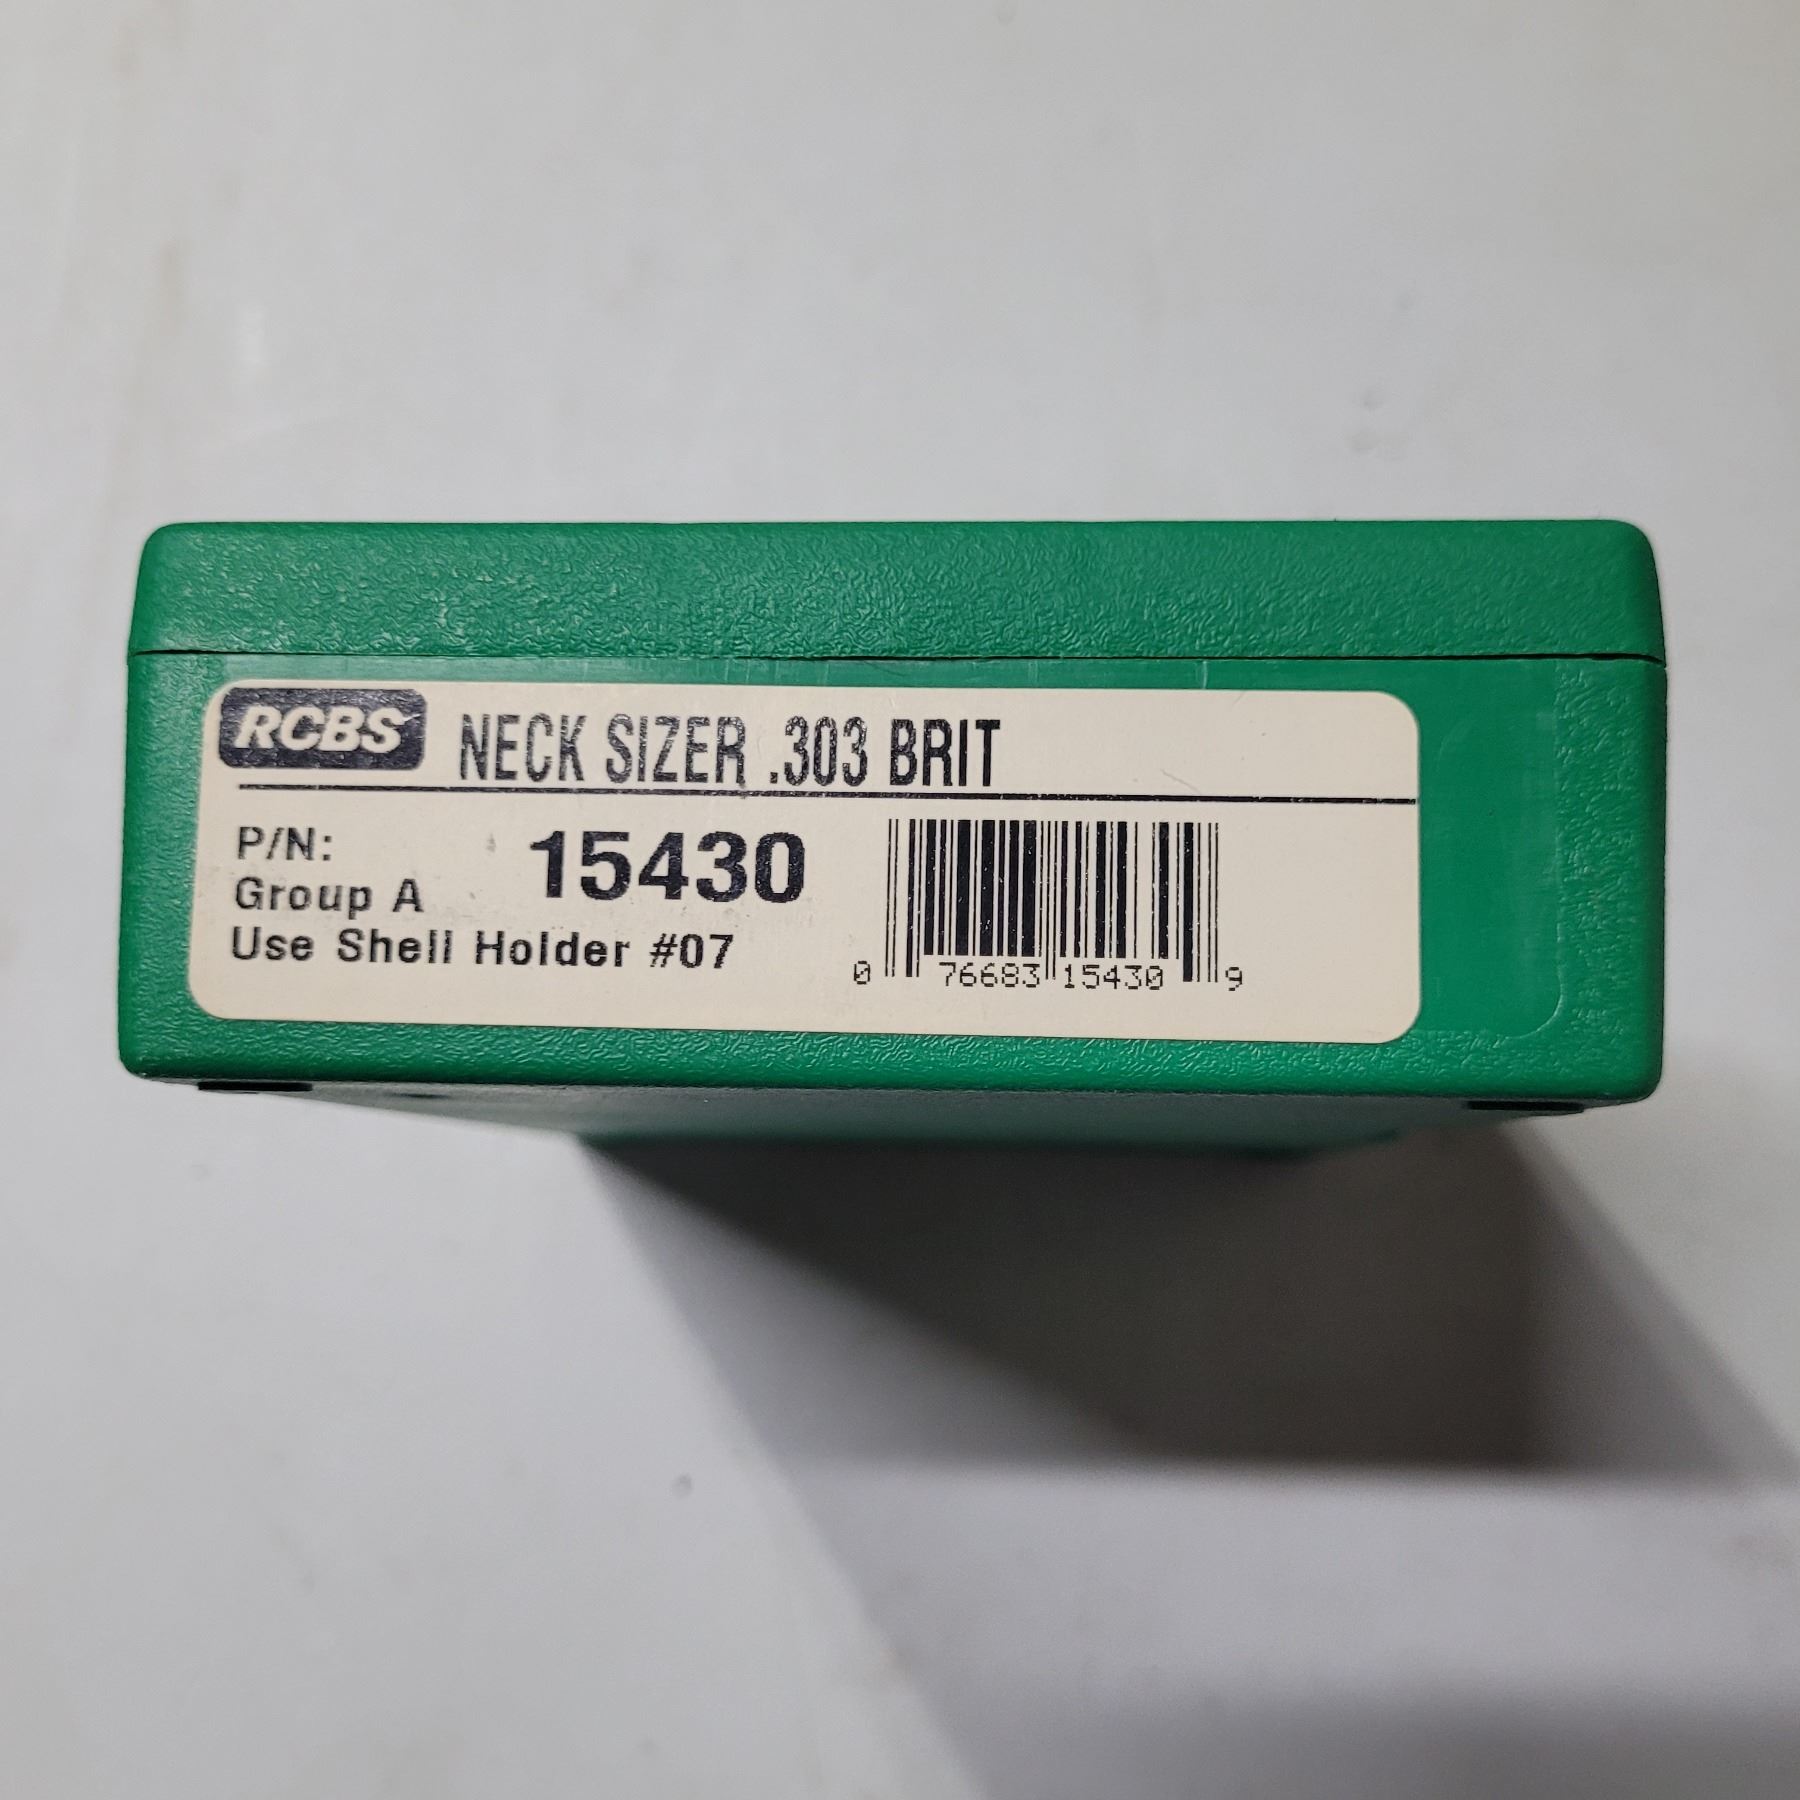 RCBS NECK SIZER .303 BRIT
P/N: 15430
Group A
Use Shell Holder #07
0 76683 15430 9